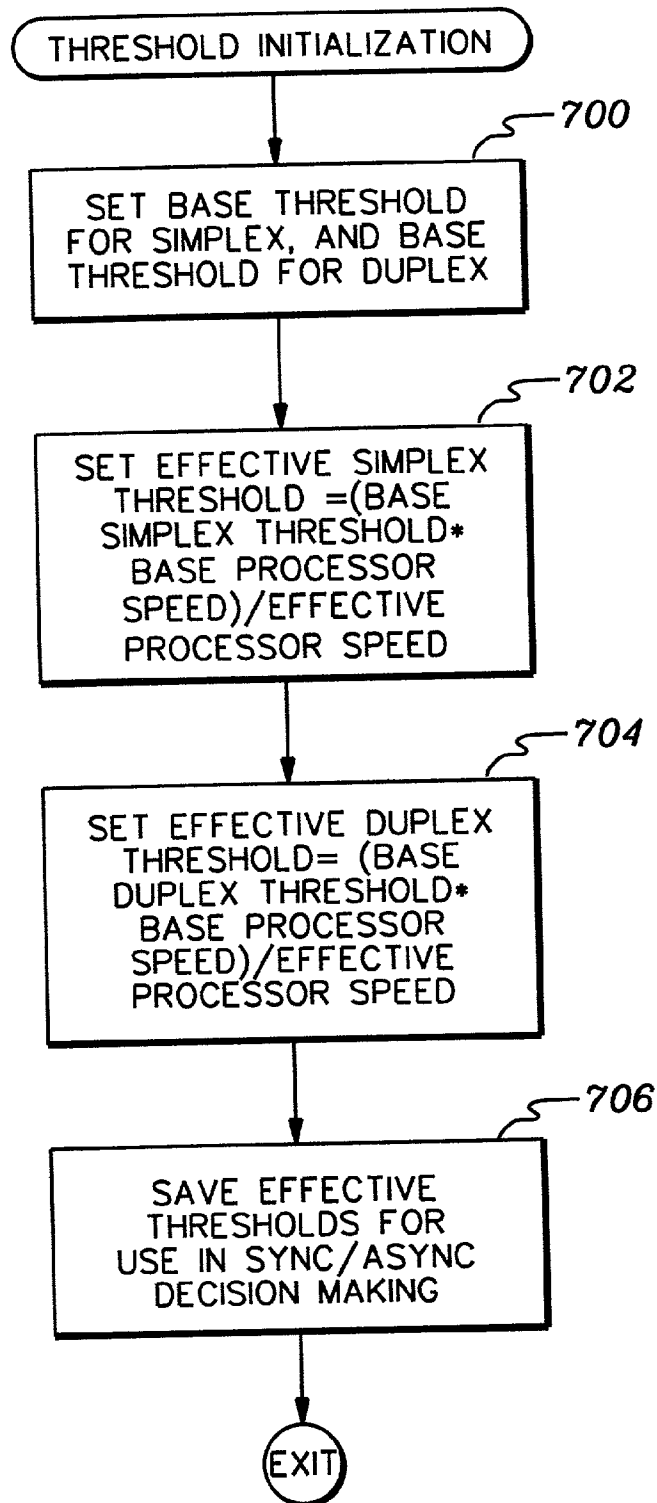 THRESHOLD INITIALIZATION
700
SET BASE THRESHOLD
FOR SIMPLEX, AND BASE
THRESHOLD FOR DUPLEX
702
SET EFFECTIVE SIMPLEX
THRESHOLD =(BASE
SIMPLEX THRESHOLD*
BASE PROCESSOR
SPEED)/EFFECTIVE
PROCESSOR SPEED
704
SET EFFECTIVE DUPLEX
THRESHOLD= (BASE
DUPLEX THRESHOLD*
BASE PROCESSOR
SPEED)/EFFECTIVE
PROCESSOR SPEED
706
SAVE EFFECTIVE
THRESHOLDS FOR
USE IN SYNC/ASYNC
DECISION MAKING
EXIT